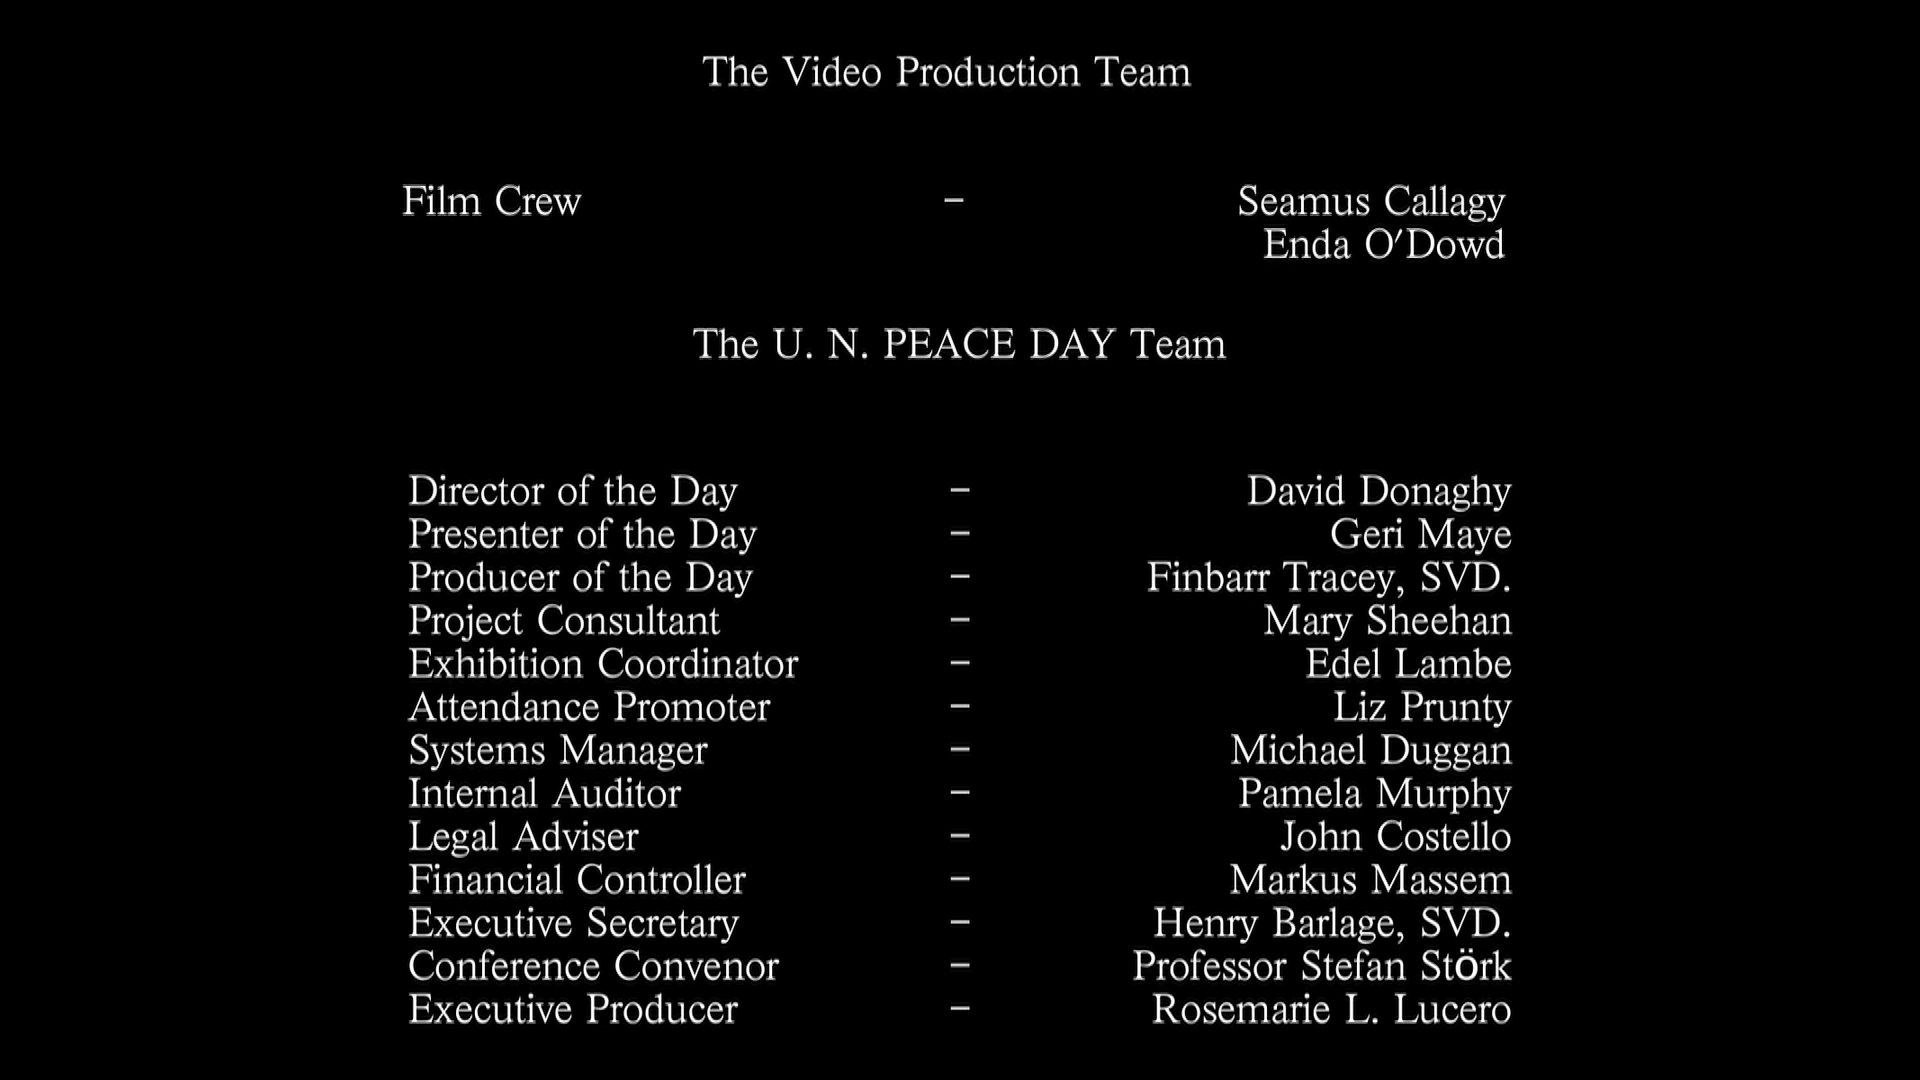 The Video Production Team
Film Crew – Seamus Callagy
Enda O'Dowd
The U. N. PEACE DAY Team
Director of the Day – David Donaghy
Presenter of the Day – Geri Maye
Producer of the Day – Finbarr Tracey, SVD.
Project Consultant – Mary Sheehan
Exhibition Coordinator – Edel Lambe
Attendance Promoter – Liz Prunty
Systems Manager – Michael Duggan
Internal Auditor – Pamela Murphy
Legal Adviser – John Costello
Financial Controller – Markus Massem
Executive Secretary – Henry Barlage, SVD.
Conference Convenor – Professor Stefan Störk
Executive Producer – Rosemarie L. Lucero